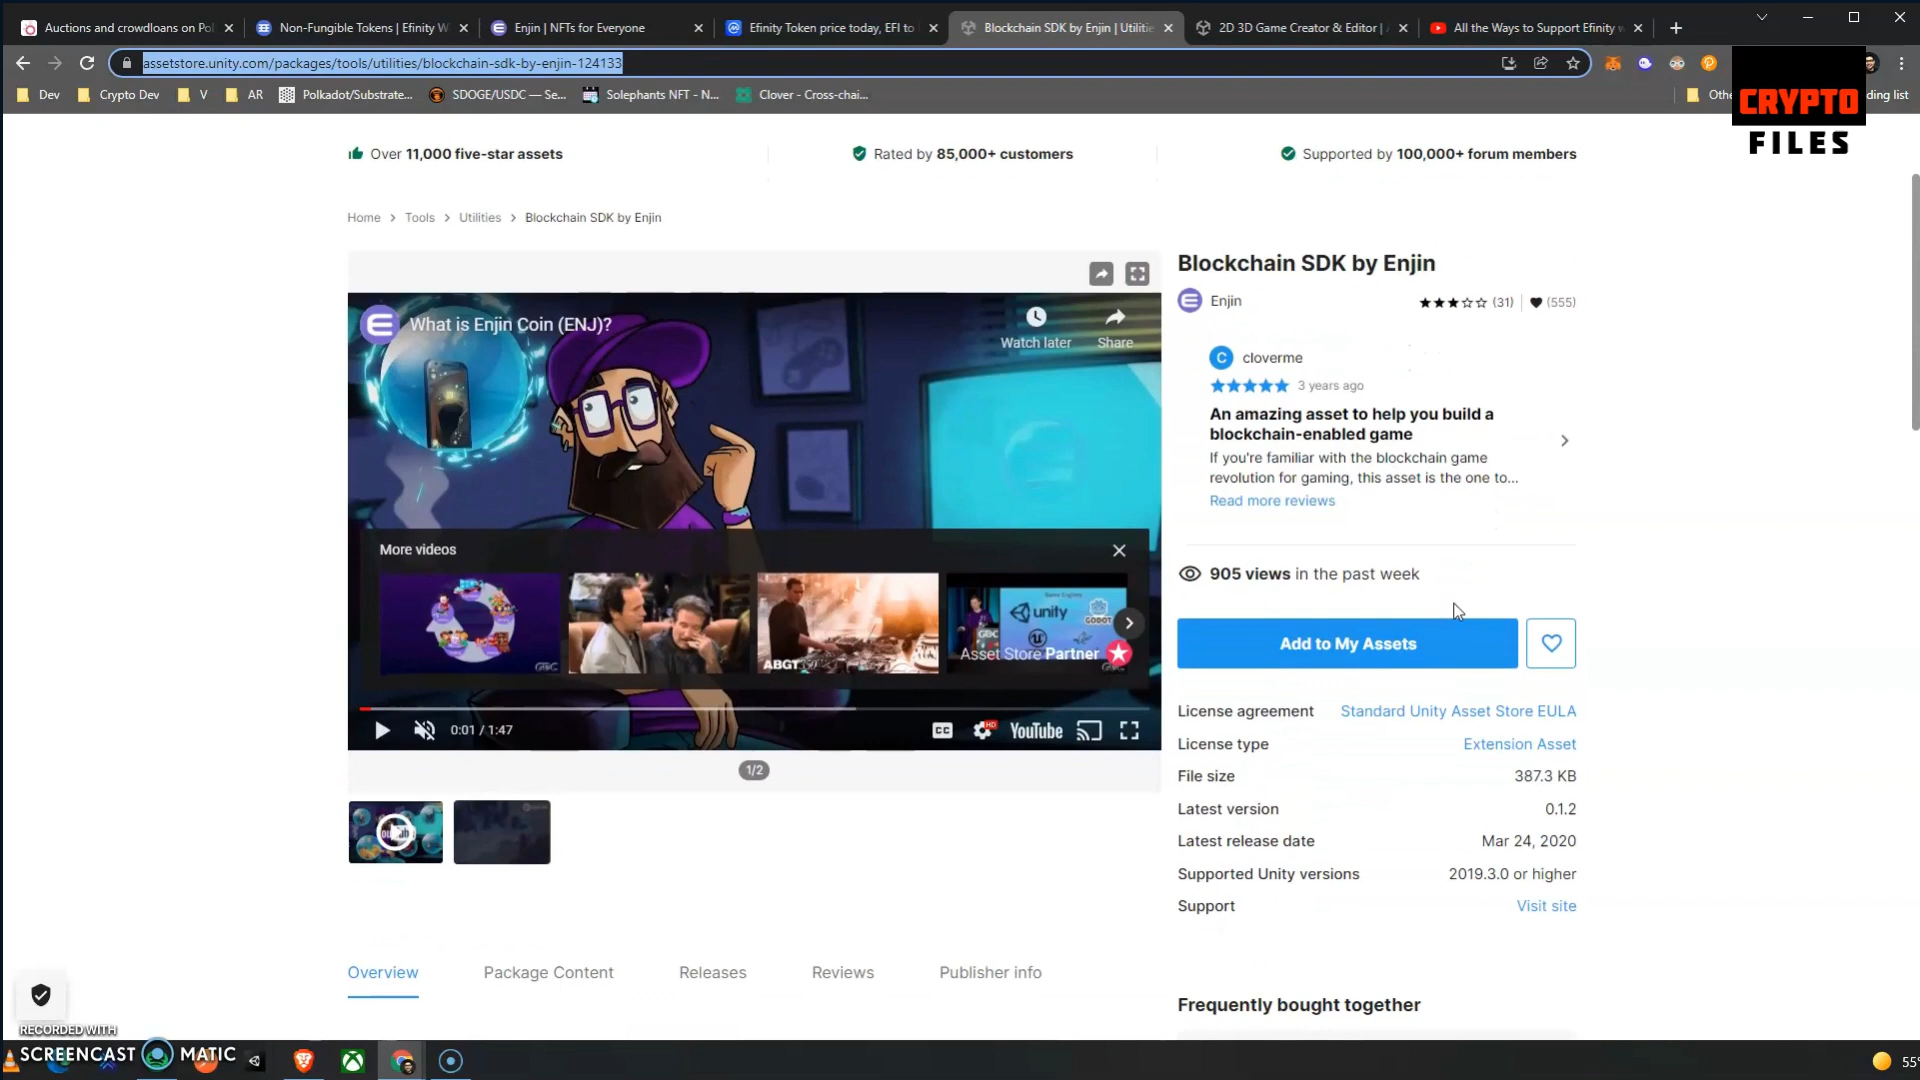 Auctions and crowdloans on Pol
Non-Fungible Tokens | Efinity W
Enjin | NFTs for Everyone
Efinity Token price today, EFI to
Blockchain SDK by Enjin | Utilitie
2D 3D Game Creator & Editor |
All the Ways to Support Efinity w
assetstore.unity.com/packages/tools/utilities/blockchain-sdk-by-enjin-124133
Dev
Crypto Dev
V
AR
Polkadot/Substrate...
SDOGE/USDC — Se...
Solephants NFT - N...
Clover - Cross-chai...
Othe
ding list
CRYPTO
FILES
Over 11,000 five-star assets
Rated by 85,000+ customers
Supported by 100,000+ forum members
Home > Tools > Utilities > Blockchain SDK by Enjin
What is Enjin Coin (ENJ)?
Watch later
Share
More videos
GBC
ABGT
GBC
unity
GODOT
Asset Store Partner
0:01 / 1:47
CC
HD
YouTube
1/2
Blockchain SDK by Enjin
Enjin
(31)
(555)
C
cloverme
3 years ago
An amazing asset to help you build a
blockchain-enabled game
If you're familiar with the blockchain game
revolution for gaming, this asset is the one to...
Read more reviews
905 views in the past week
Add to My Assets
License agreement
Standard Unity Asset Store EULA
License type
Extension Asset
File size
387.3 KB
Latest version
0.1.2
Latest release date
Mar 24, 2020
Supported Unity versions
2019.3.0 or higher
Support
Visit site
Overview
Package Content
Releases
Reviews
Publisher info
Frequently bought together
RECORDED WITH
SCREENCAST MATIC
55°